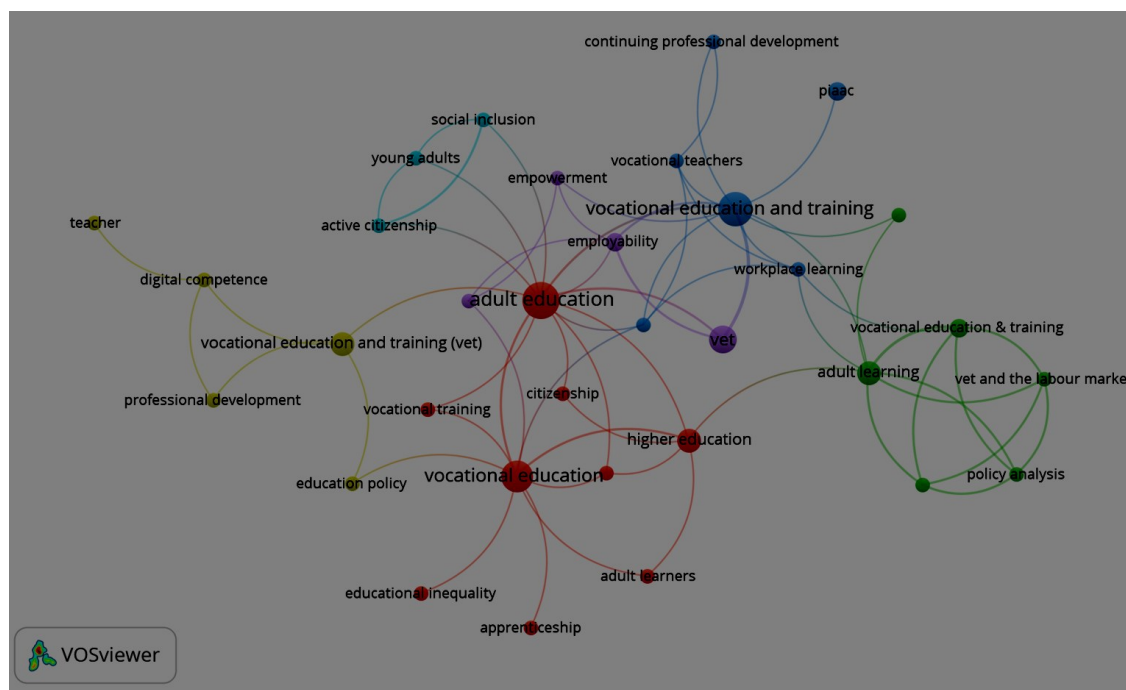 continuing professional development
piaac
social inclusion
young adults
vocational teachers
empowerment
vocational education and training
teacher
active citizenship
employability
workplace learning
digital competence
adult education
vocational education & training
vocational education and training (vet)
vet
adult learning
vet and the labour marke
citizenship
professional development
vocational training
higher education
vocational education
policy analysis
education policy
adult learners
educational inequality
apprenticeship
VOSviewer